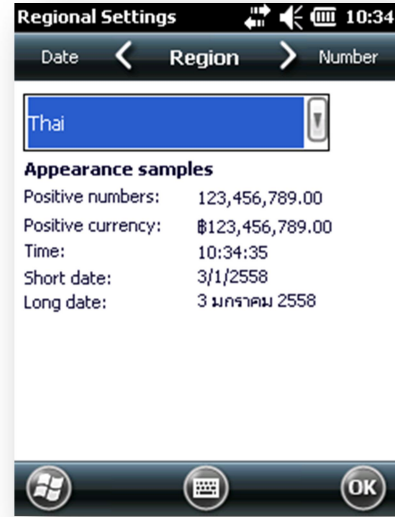 Regional Settings 10:34
Date Region Number
Thai
Appearance samples
Positive numbers: 123,456,789.00
Positive currency: ฿123,456,789.00
Time: 10:34:35
Short date: 3/1/2558
Long date: 3 มกราคม 2558
OK